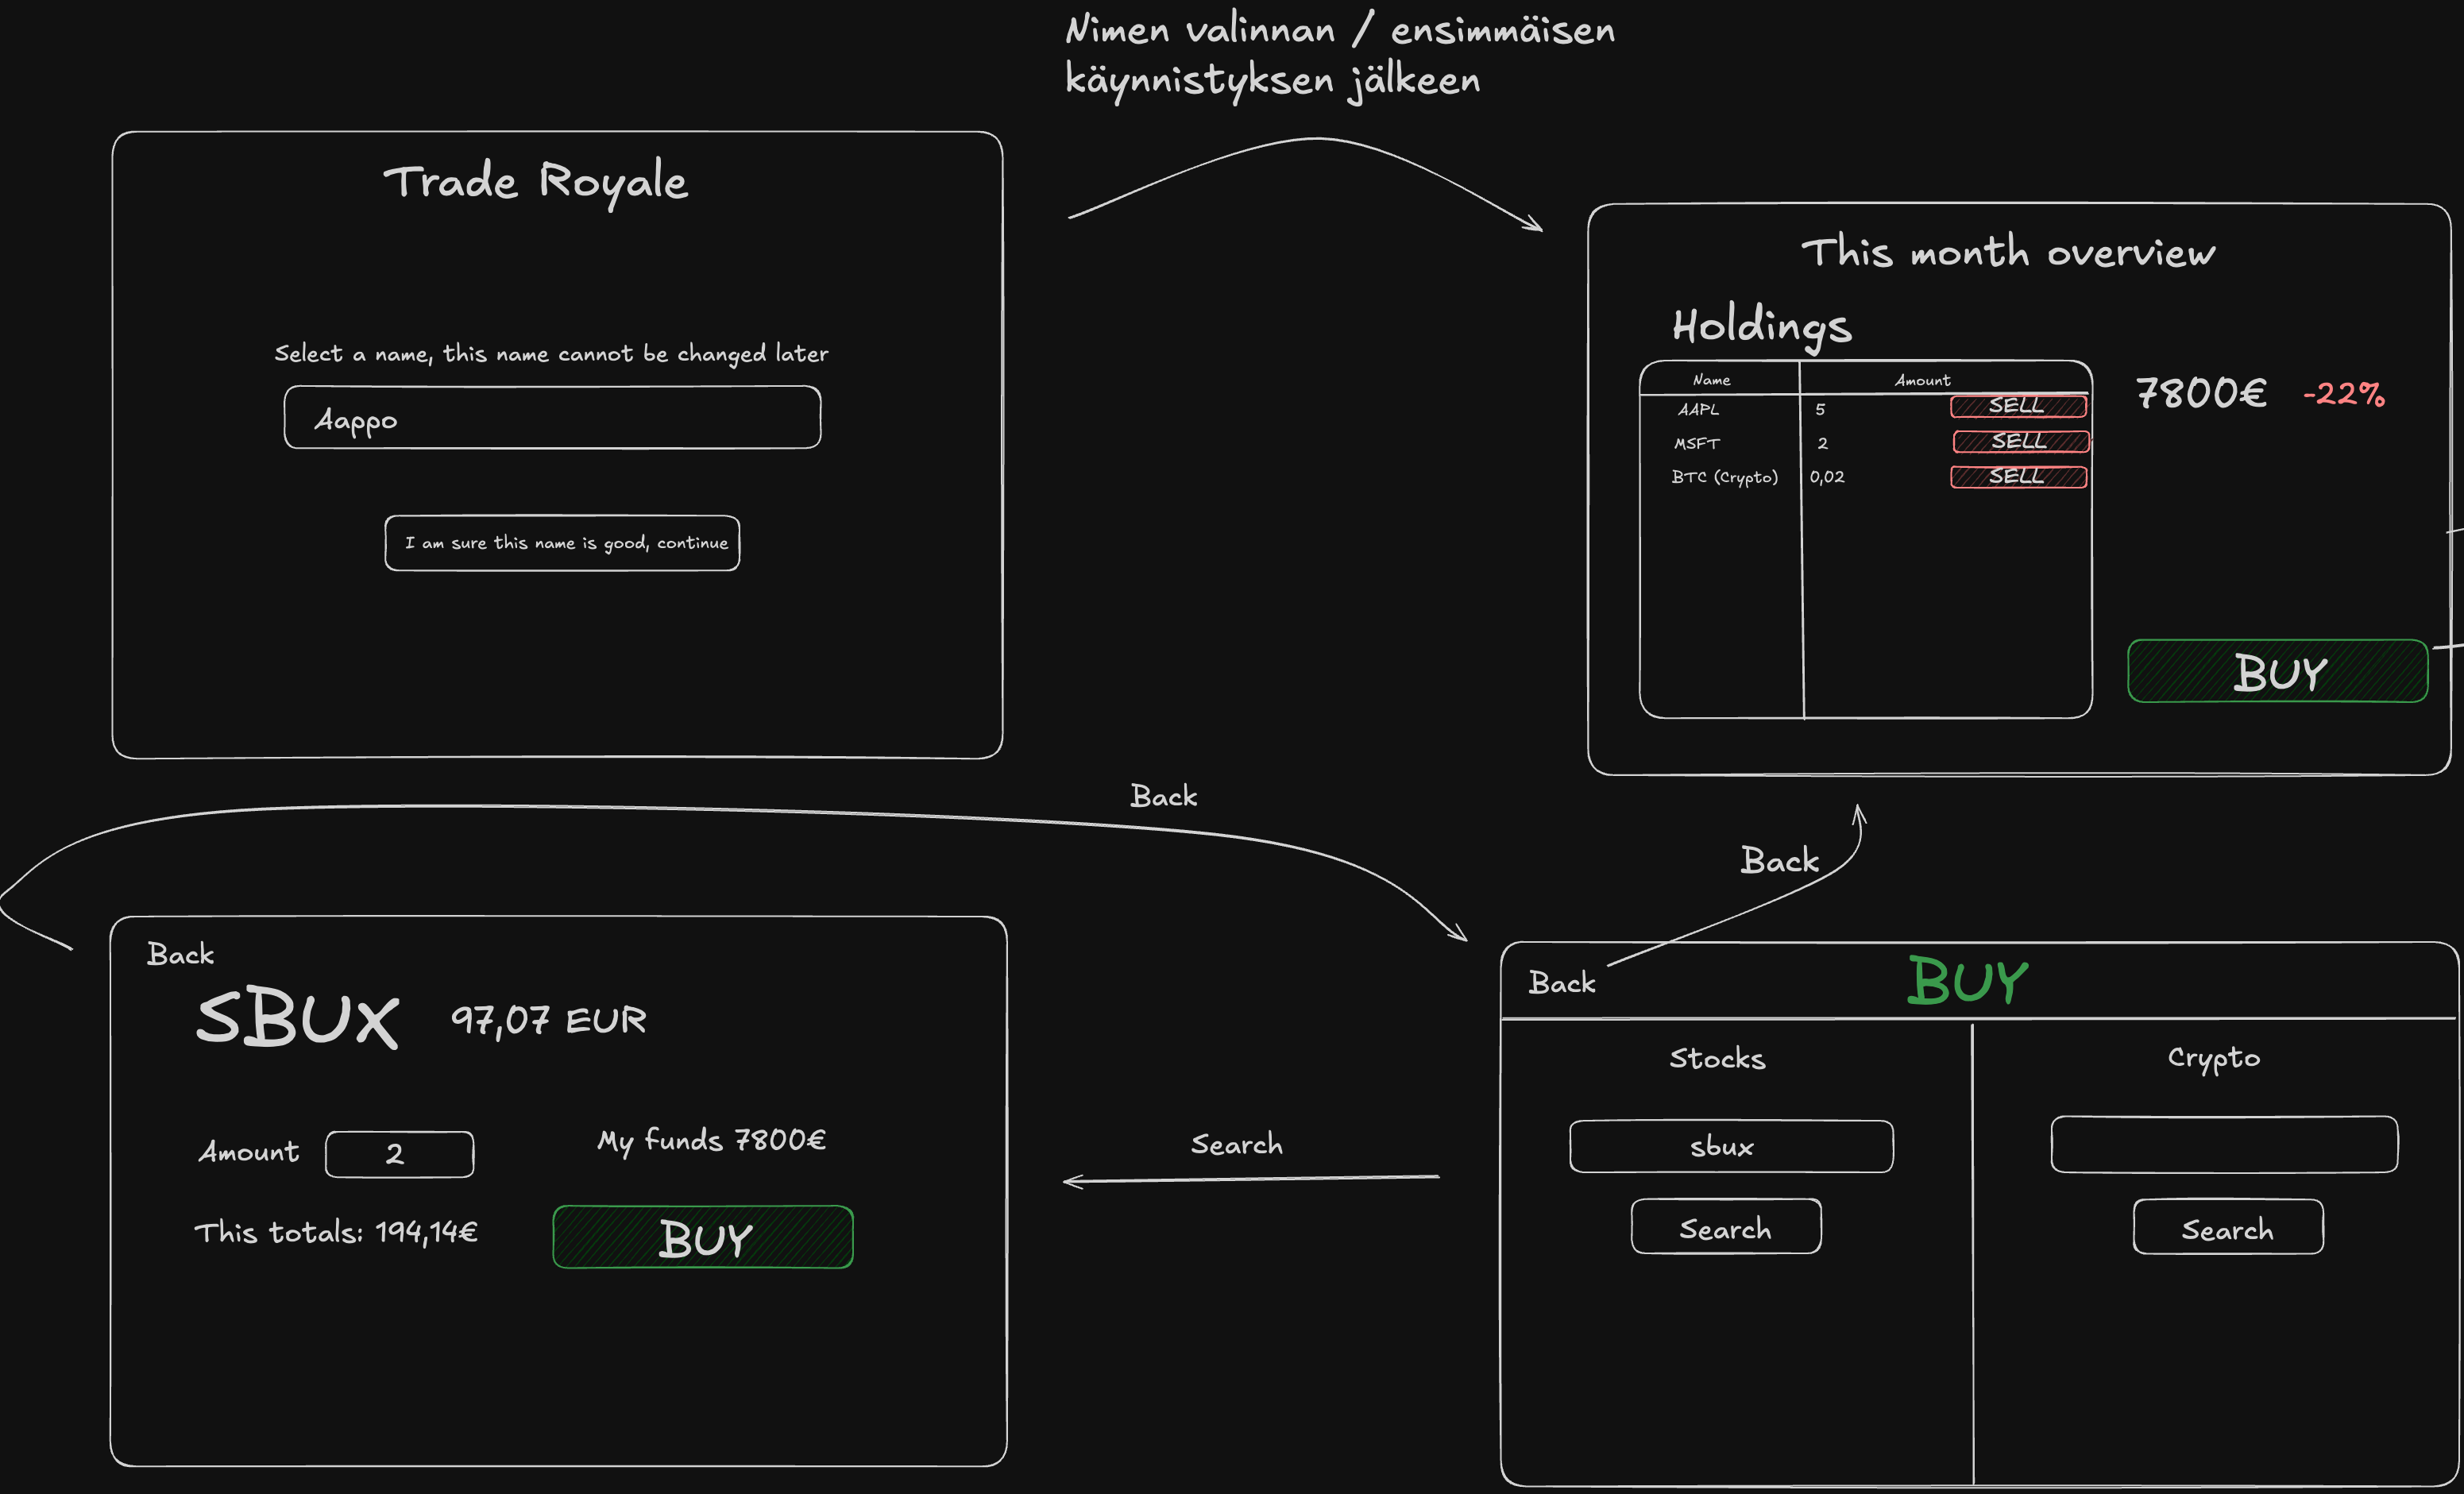 Nimen valinnan / ensimmäisen
käynnistyksen jälkeen
Trade Royale
Select a name, this name cannot be changed later
Aappo
I am sure this name is good, continue
This month overview
Holdings
Name Amount
AAPL 5 SELL
MSFT 2 SELL
BTC (Crypto) 0,02 SELL
7800€ -22%
BUY
Back
Back
Back
SBUX 97,07 EUR
Amount 2
My funds 7800€
This totals: 194,14€
BUY
Search
Back
BUY
Stocks
sbux
Search
Crypto
Search